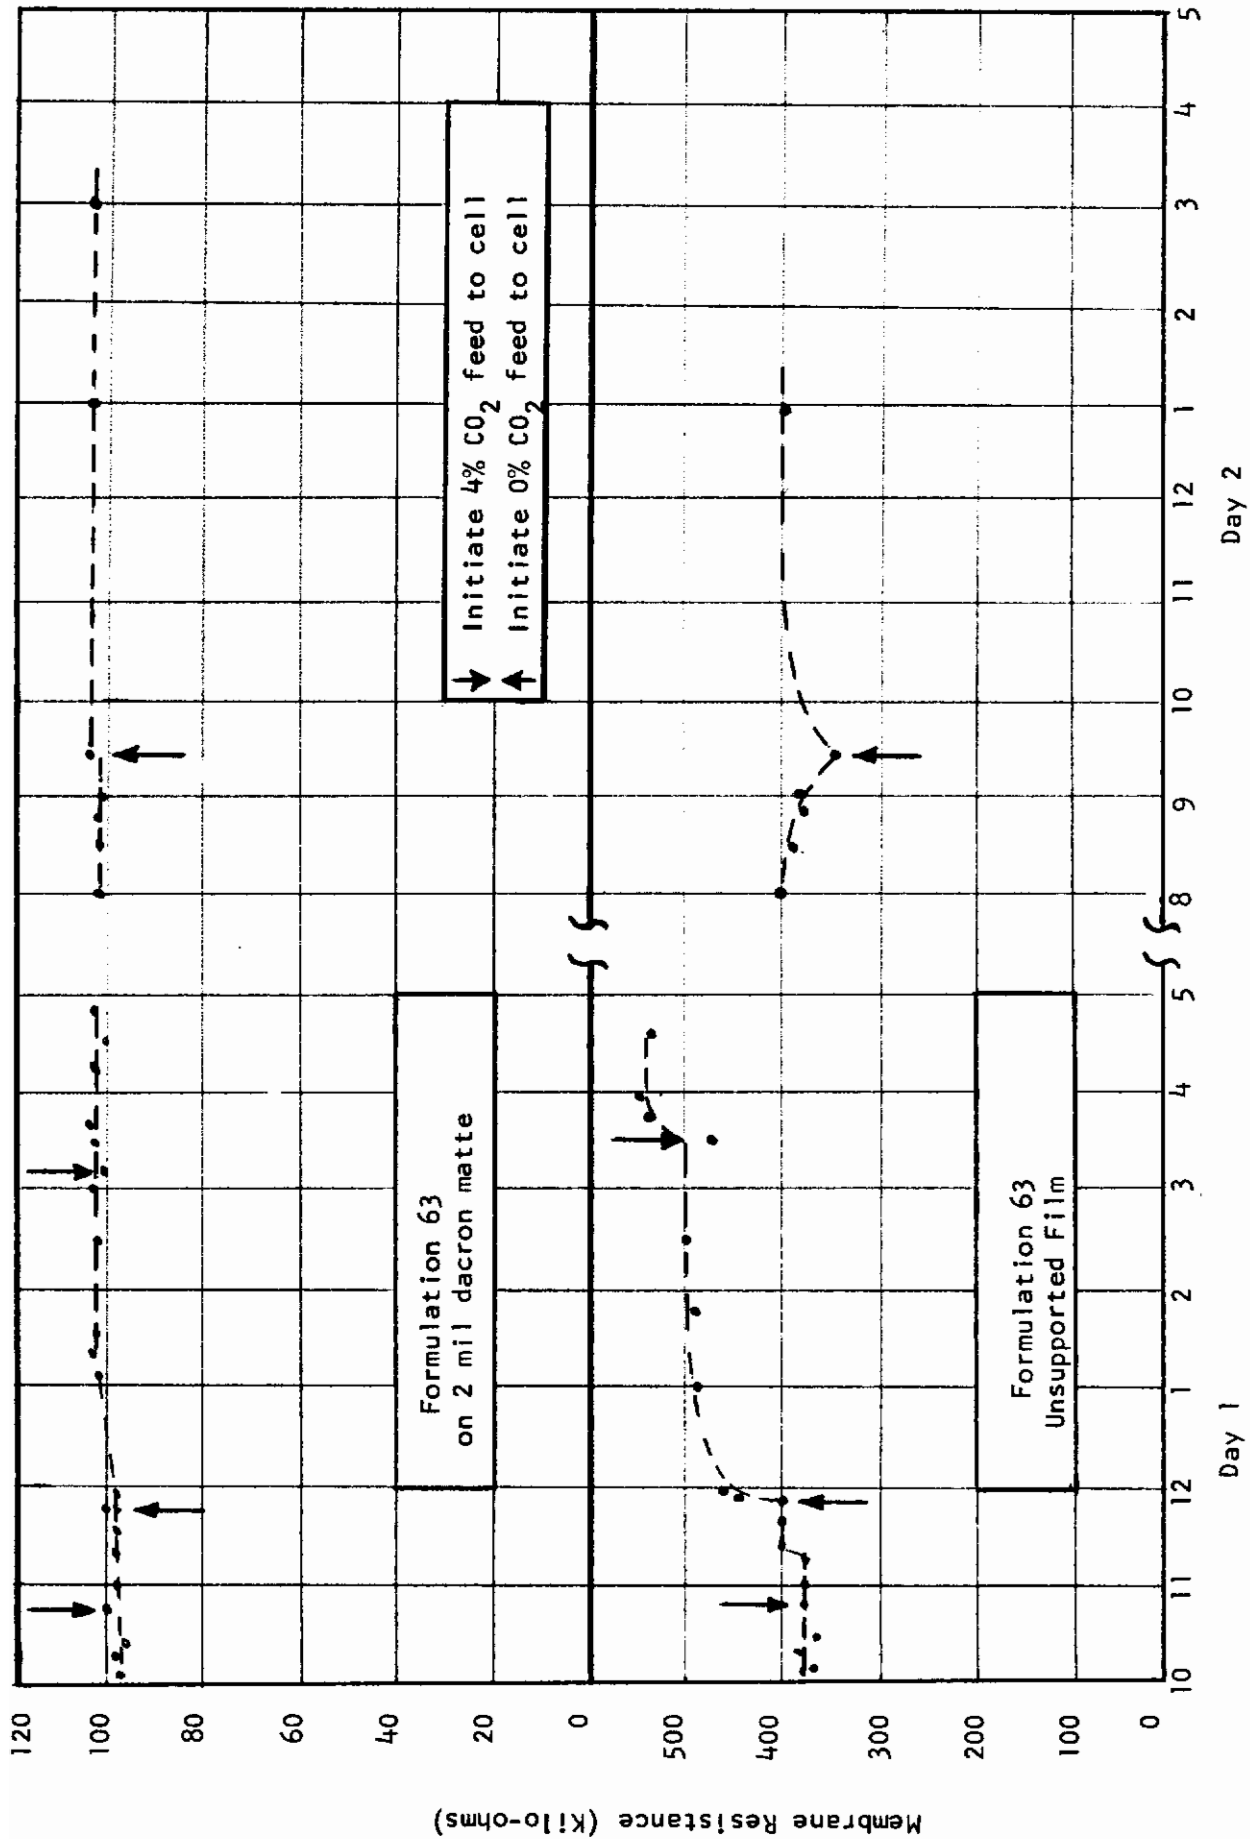 Membrane Resistance (Kilo-ohms)
120
100
80
60
40
20
0
Formulation 63
on 2 mil dacron matte
Initiate 4% CO2 feed to cell
Initiate 0% CO2 feed to cell
500
400
300
200
100
0
Formulation 63
Unsupported Film
10 11 12 1 2 3 4 5 8 9 10 11 12 1 2 3 4 5
Day 1 Day 2